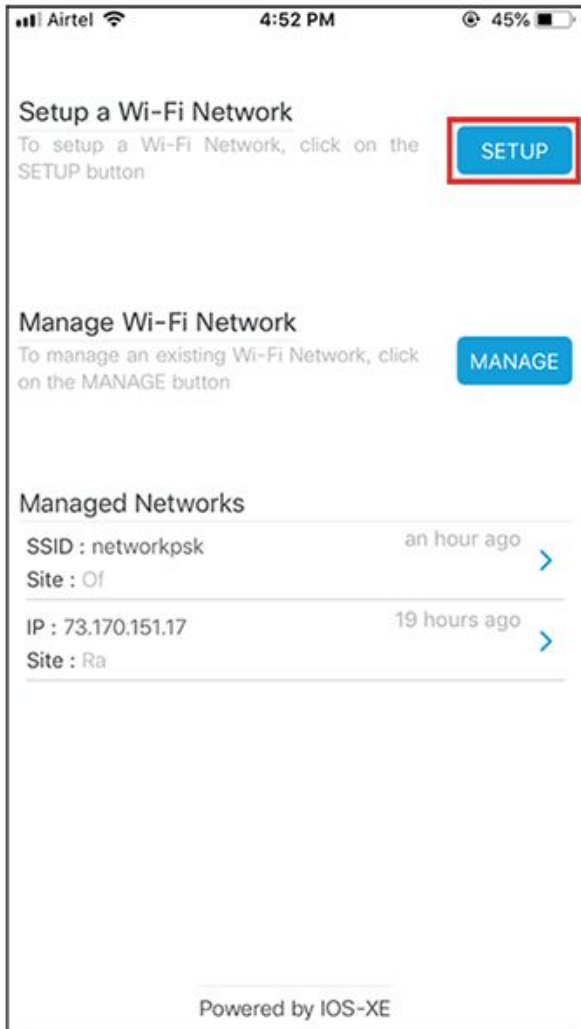 Airtel 4:52 PM 45%
Setup a Wi-Fi Network
To setup a Wi-Fi Network, click on the
SETUP button
SETUP
Manage Wi-Fi Network
To manage an existing Wi-Fi Network, click
on the MANAGE button
MANAGE
Managed Networks
SSID : networkpsk an hour ago
Site : Of
IP : 73.170.151.17 19 hours ago
Site : Ra
Powered by IOS-XE